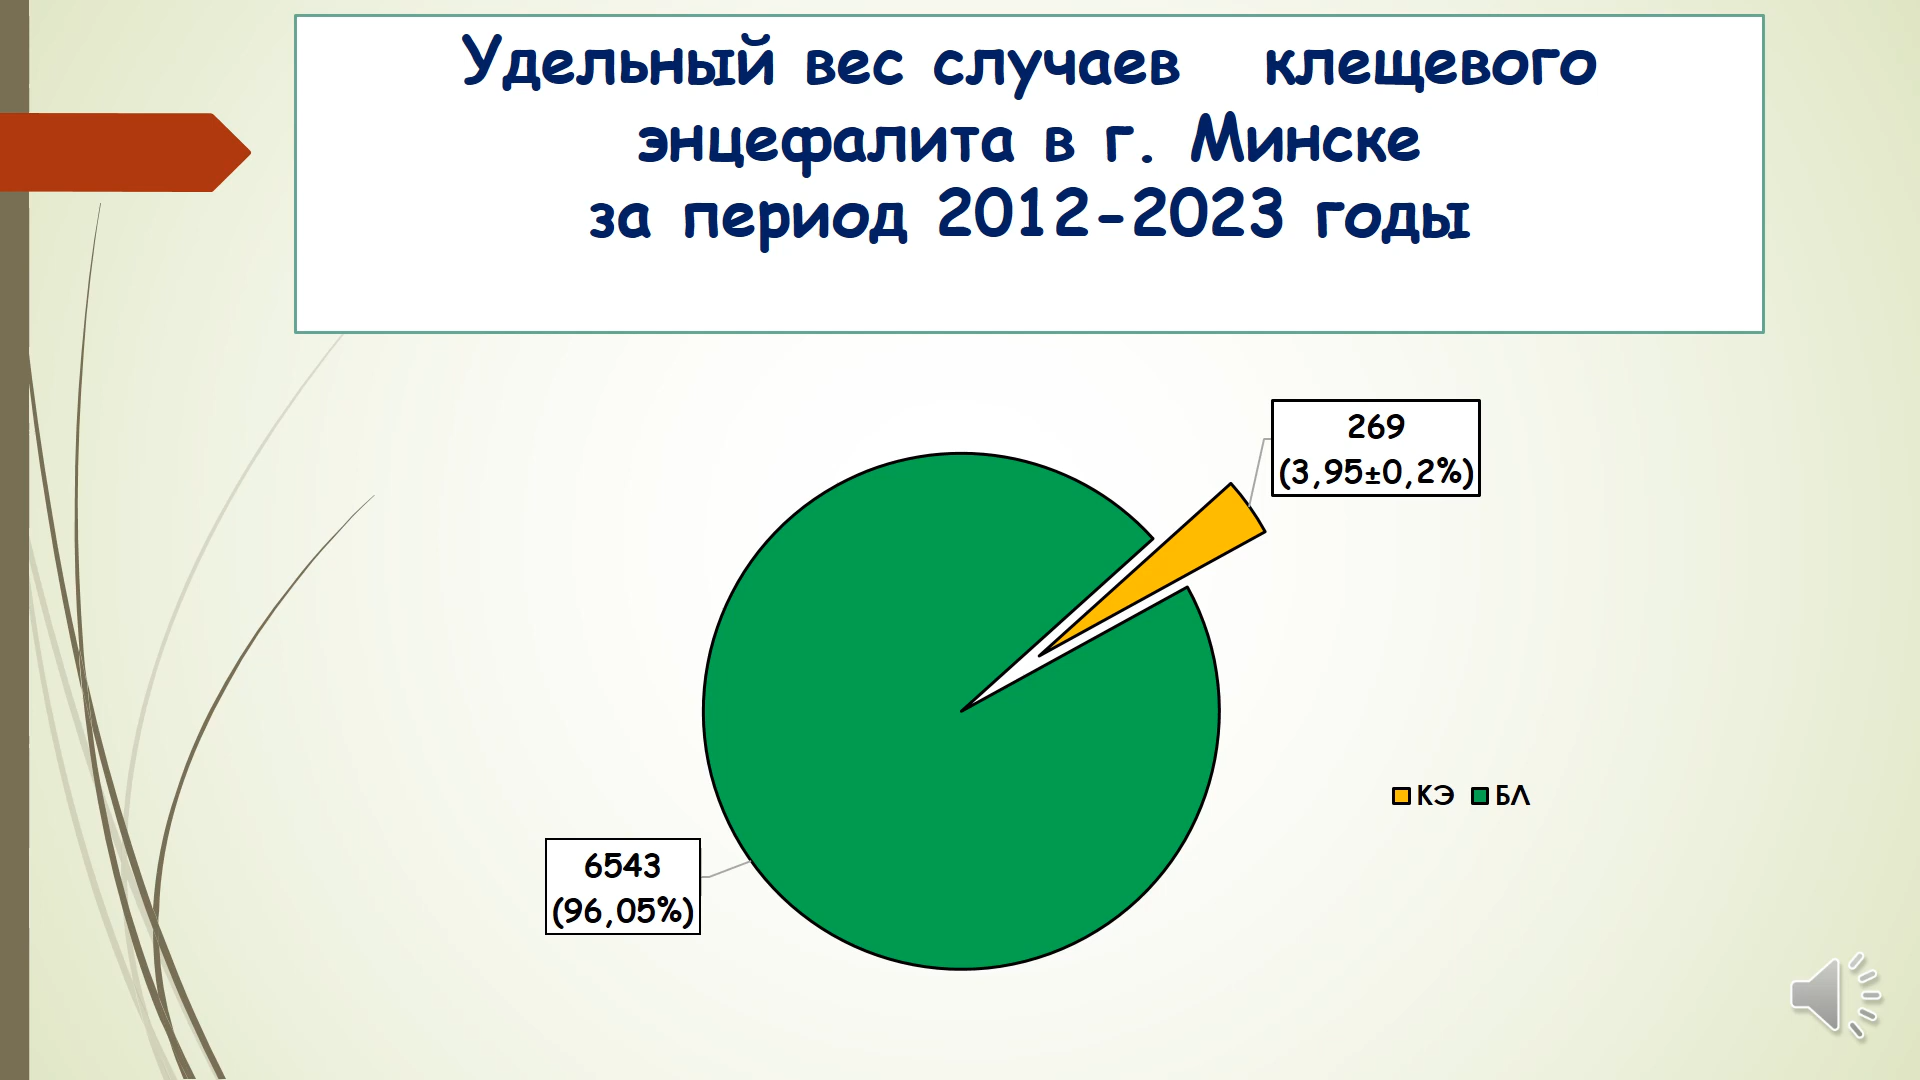 Удельный вес случаев клещевого
энцефалита в г. Минске
за период 2012-2023 годы
269
(3,95±0,2%)
КЭ БЛ
6543
(96,05%)